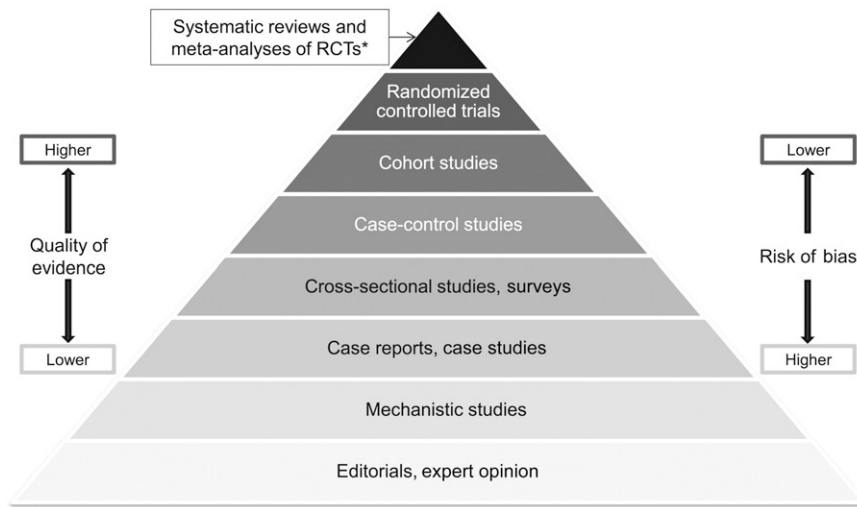 Systematic reviews and
meta-analyses of RCTs*
Randomized
controlled trials
Higher
Lower
Cohort studies
Case-control studies
Quality of
evidence
Risk of bias
Cross-sectional studies, surveys
Case reports, case studies
Lower
Higher
Mechanistic studies
Editorials, expert opinion